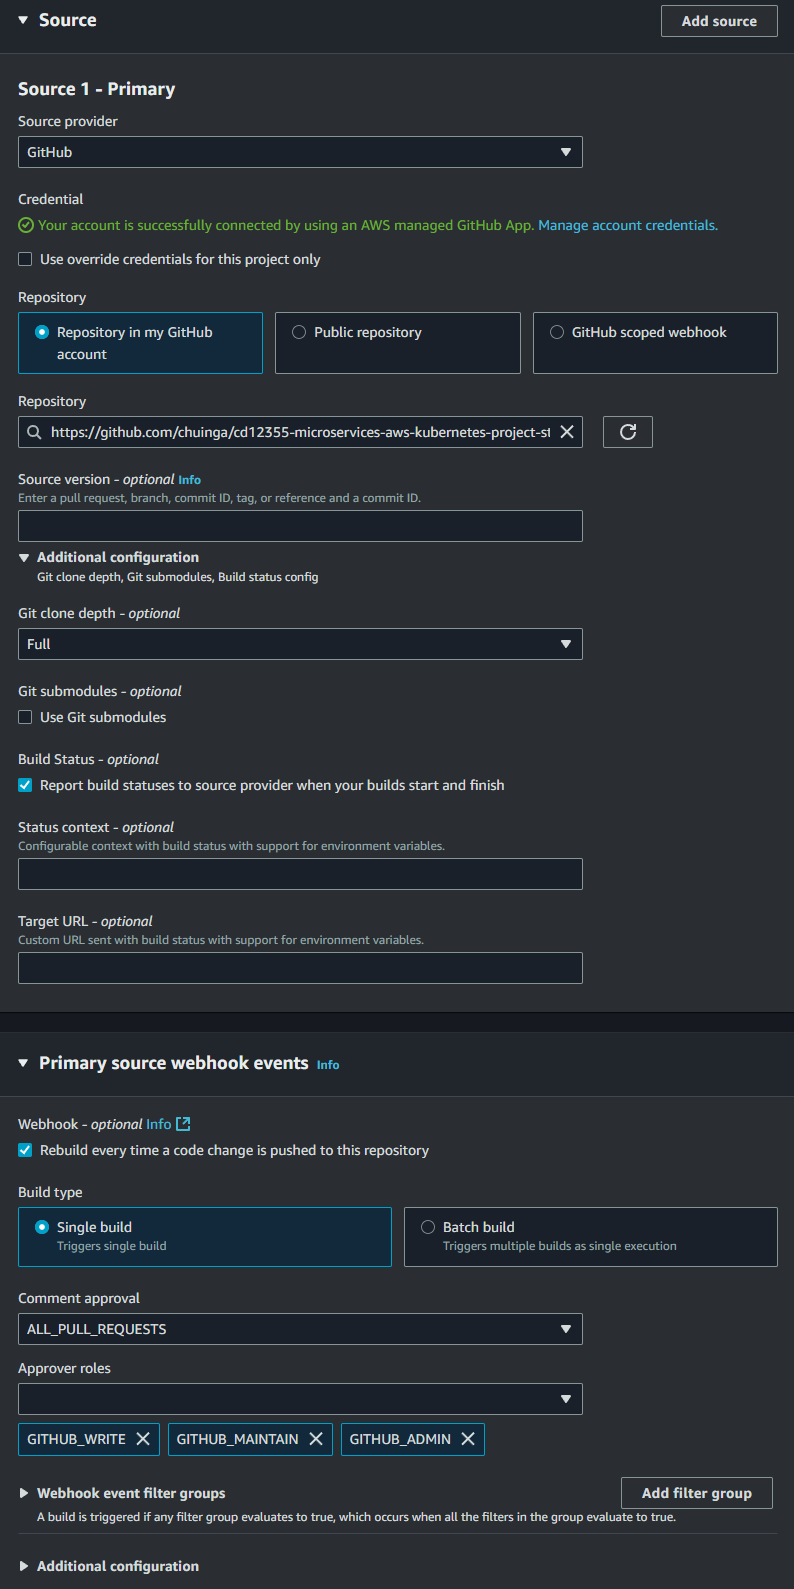 Source
Add source
Source 1 - Primary
Source provider
GitHub
Credential
Your account is successfully connected by using an AWS managed GitHub App. Manage account credentials.
Use override credentials for this project only
Repository
Repository in my GitHub account
Public repository
GitHub scoped webhook
Repository
https://github.com/chuinga/cd12355-microservices-aws-kubernetes-project-st
Source version - optional Info
Enter a pull request, branch, commit ID, tag, or reference and a commit ID.
Additional configuration
Git clone depth, Git submodules, Build status config
Git clone depth - optional
Full
Git submodules - optional
Use Git submodules
Build Status - optional
Report build statuses to source provider when your builds start and finish
Status context - optional
Configurable context with build status with support for environment variables.
Target URL - optional
Custom URL sent with build status with support for environment variables.
Primary source webhook events Info
Webhook - optional Info
Rebuild every time a code change is pushed to this repository
Build type
Single build
Triggers single build
Batch build
Triggers multiple builds as single execution
Comment approval
ALL_PULL_REQUESTS
Approver roles
GITHUB_WRITE
GITHUB_MAINTAIN
GITHUB_ADMIN
Webhook event filter groups
Add filter group
A build is triggered if any filter group evaluates to true, which occurs when all the filters in the group evaluate to true.
Additional configuration